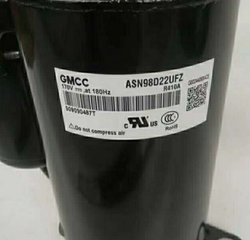 GMCC ASN98D22UFZ
170V at 180Hz R410A
Do not compress air